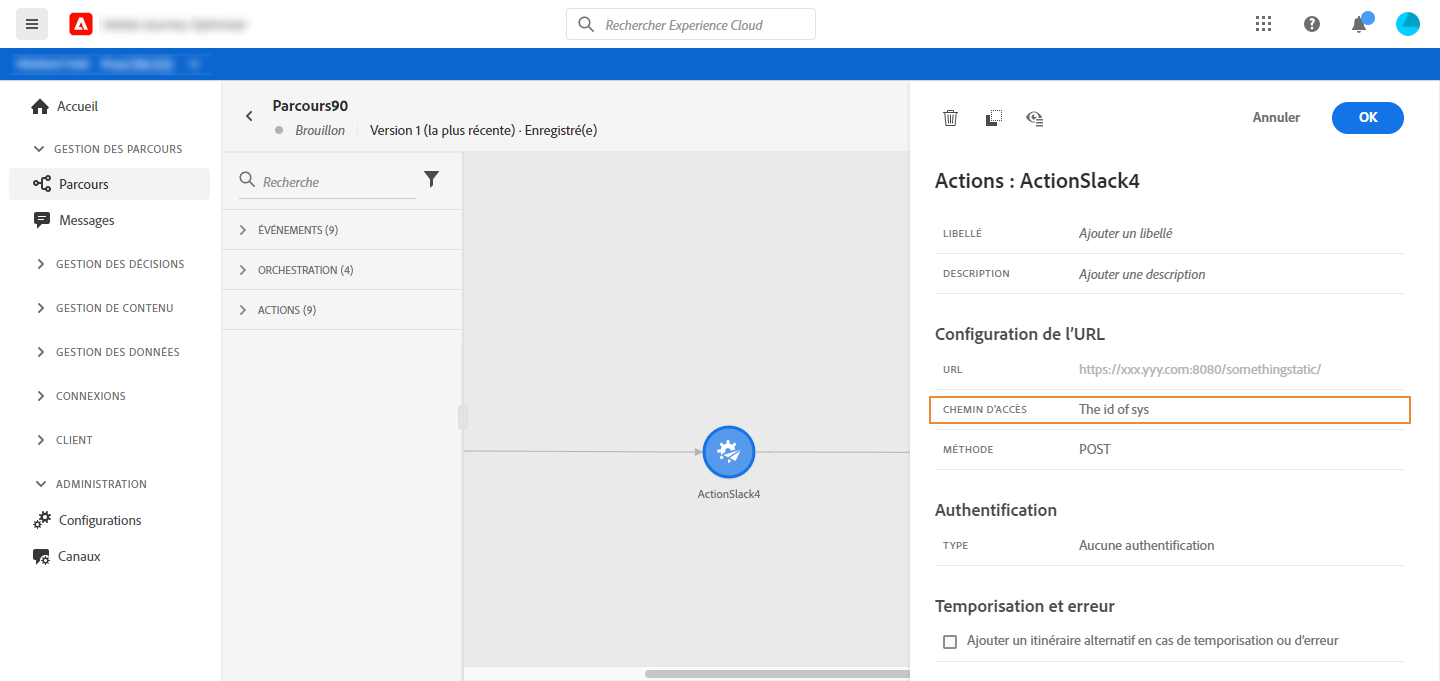 Rechercher Experience Cloud
Accueil
GESTION DES PARCOURS
Parcours
Messages
GESTION DES DÉCISIONS
GESTION DE CONTENU
GESTION DES DONNÉES
CONNEXIONS
CLIENT
ADMINISTRATION
Configurations
Canaux
Parcours90
Brouillon
Version 1 (la plus récente) · Enregistré(e)
Recherche
ÉVÉNEMENTS (9)
ORCHESTRATION (4)
ACTIONS (9)
ActionSlack4
Annuler
OK
Actions : ActionSlack4
LIBELLÉ Ajouter un libellé
DESCRIPTION Ajouter une description
Configuration de l’URL
URL https://xxx.yyy.com:8080/somethingstatic/
CHEMIN D’ACCÈS The id of sys
MÉTHODE POST
Authentification
TYPE Aucune authentification
Temporisation et erreur
Ajouter un itinéraire alternatif en cas de temporisation ou d’erreur